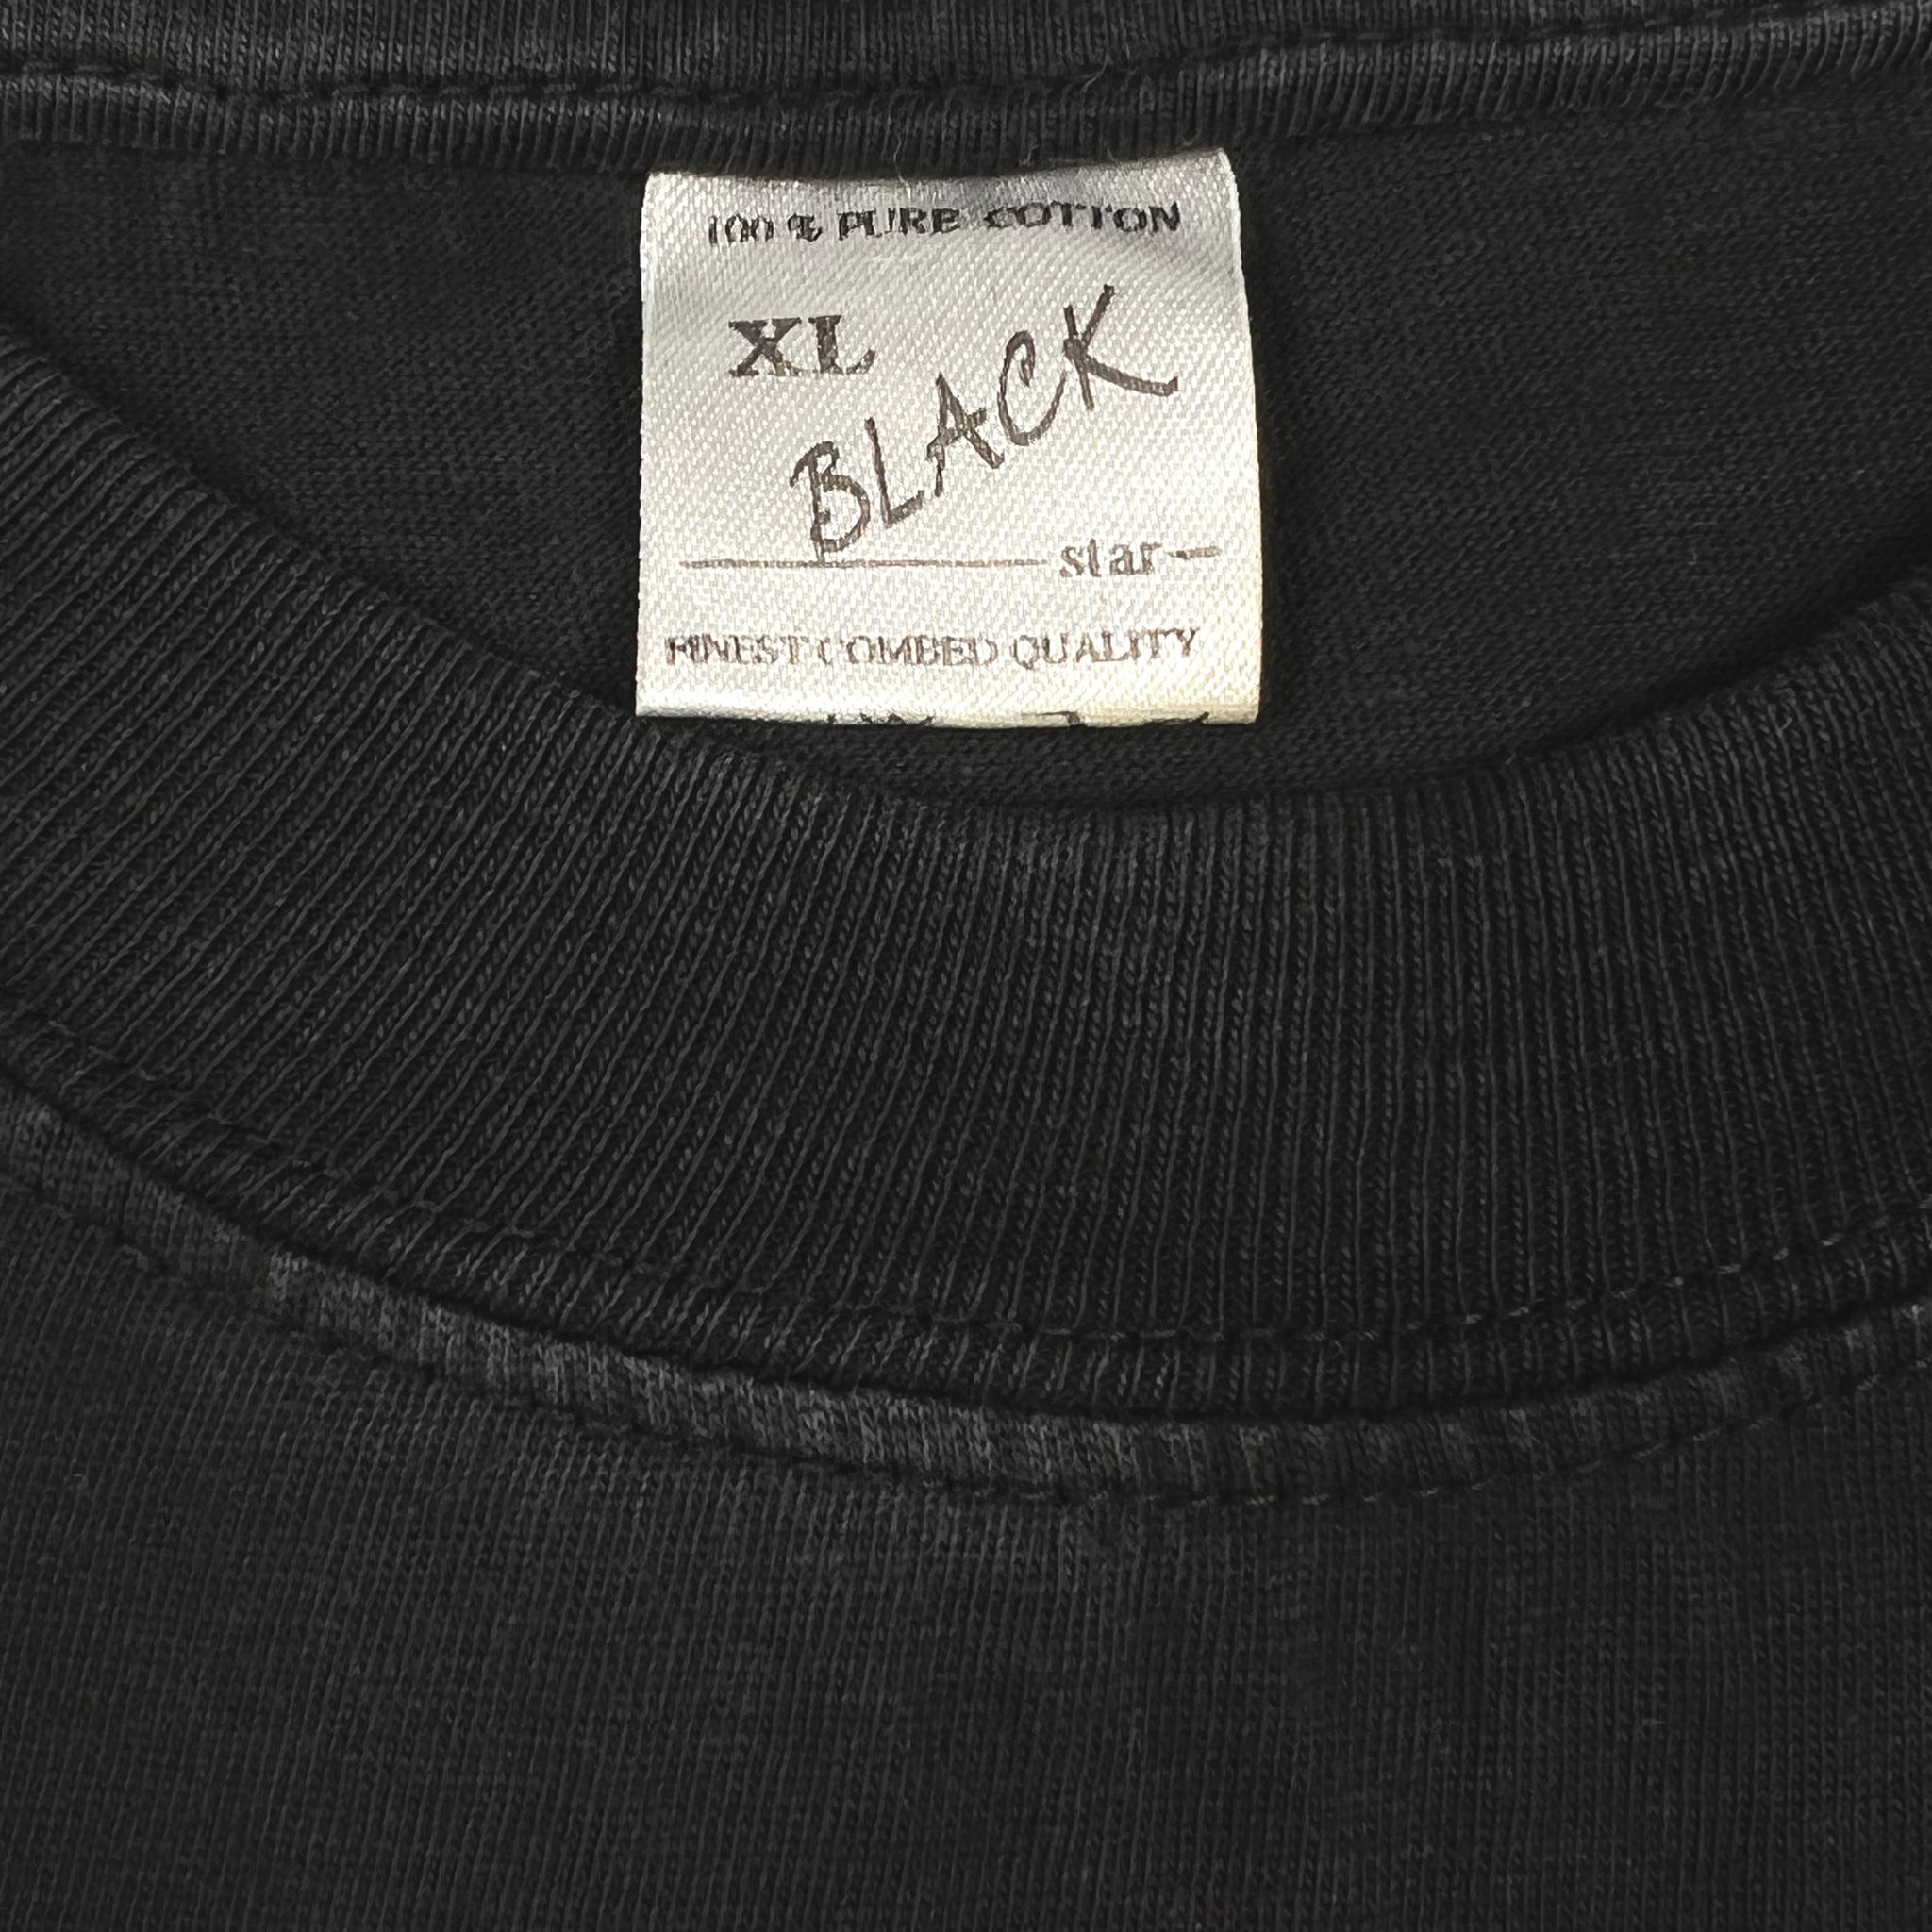 100 % PURE COTTON
XL
BLACK
star
FINEST COMBED QUALITY